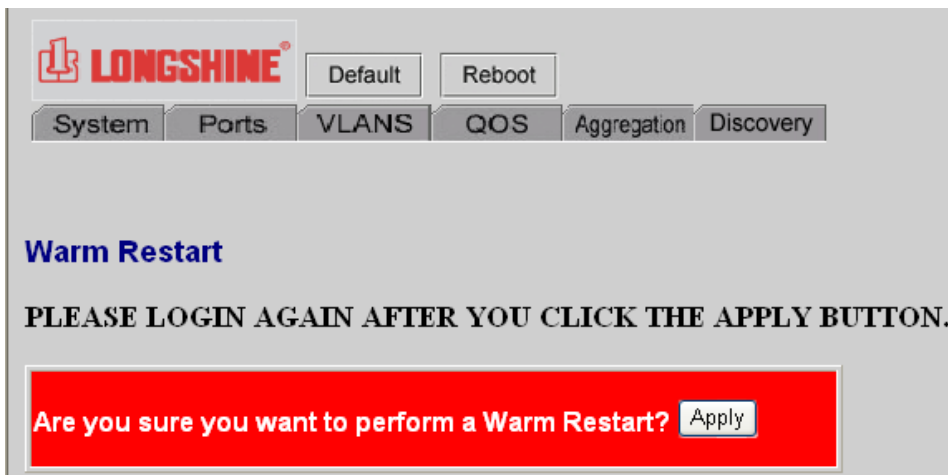 LONGSHINE®
Default Reboot
System Ports VLANS QOS Aggregation Discovery
Warm Restart
PLEASE LOGIN AGAIN AFTER YOU CLICK THE APPLY BUTTON.
Are you sure you want to perform a Warm Restart? Apply